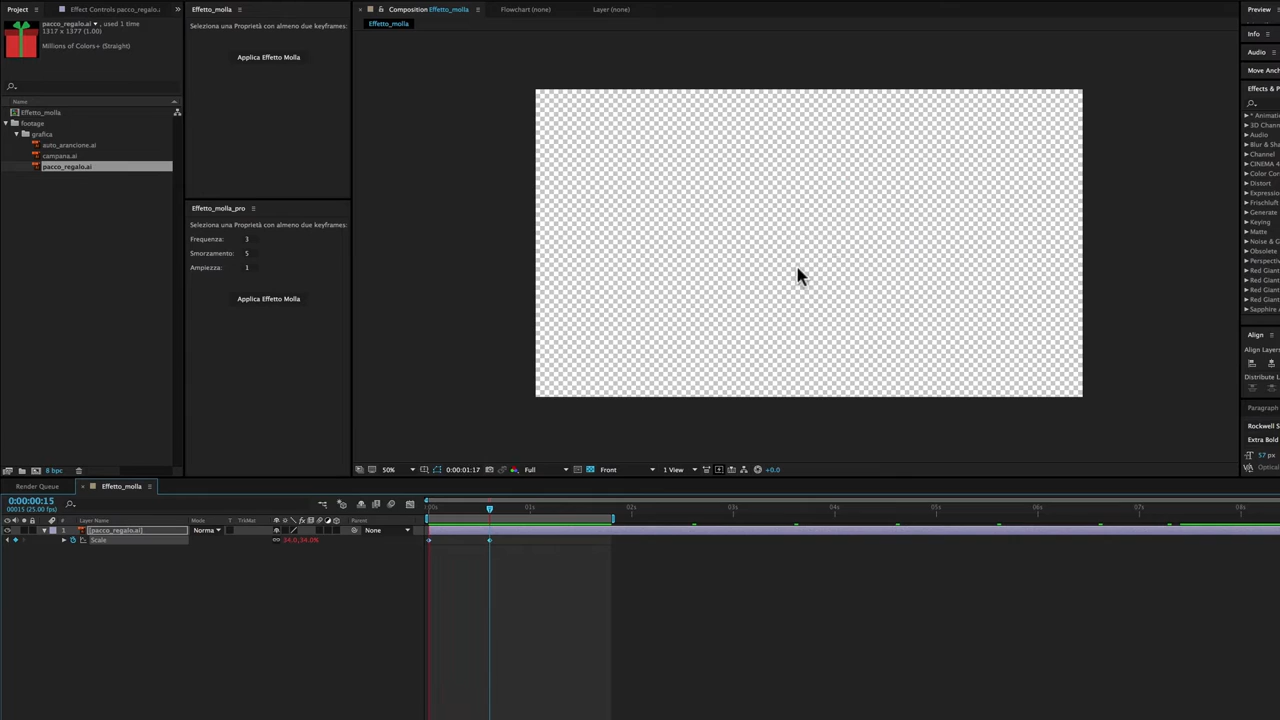 Project
Effect Controls pacco_regalo.ai
pacco_regalo.ai ▾, used 1 time
1317 x 1377 (1.00)
Millions of Colors+ (Straight)
Name
Effetto_molla
footage
grafica
auto_arancione.ai
campana.ai
pacco_regalo.ai
8 bpc
Effetto_molla
Seleziona una Proprietà con almeno due keyframes:
Applica Effetto Molla
Effetto_molla_pro
Seleziona una Proprietà con almeno due keyframes:
Frequenza: 3
Smorzamento: 5
Ampiezza: 1
Applica Effetto Molla
Composition Effetto_molla
Flowchart (none)
Layer (none)
Effetto_molla
50%
0:00:01:17
Full
Front
1 View
+0.0
Preview
Info
Audio
Move Anch
Effects & P
* Animatio
3D Channe
Audio
Blur & Sha
Channel
CINEMA 4
Color Cor
Distort
Expressio
Frischluft
Generate
Keying
Matte
Noise & G
Obsolete
Perspectiv
Red Giant
Red Giant
Red Giant
Red Giant
Sapphire
Align
Align Layers
Distribute L
Paragraph
Rockwell S
Extra Bold
57 px
Optical
Render Queue
Effetto_molla
0:00:00:15
00015 (25.00 fps)
# Layer Name
Mode
T TrkMat
Parent
1 [pacco_regalo.ai]
Norma
None
Scale
34.0,34.0%
:00s
01s
02s
03s
04s
05s
06s
07s
08s